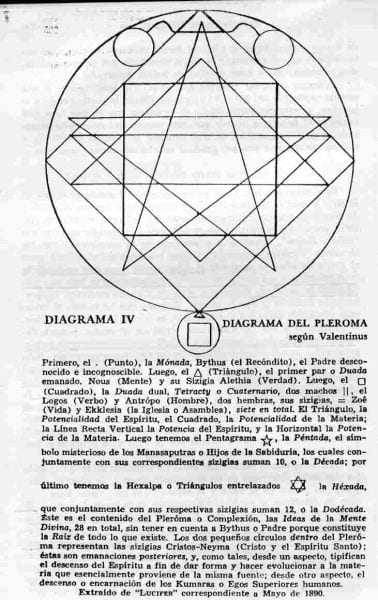 DIAGRAMA IV
DIAGRAMA DEL PLEROMA
según Valentinus
Primero, el . (Punto), la Mónada, Bythus (el Recóndito), el Padre desco-
nocido e incognoscible. Luego, el △ (Triángulo), el primer par o Duada
emanado. Nous (Mente) y su Sizigia Alethia (Verdad). Luego, el □
(Cuadrado), la Duada dual, Tetracty o Cuaternario, dos machos ||, el
Logos (Verbo) y Antrópo (Hombre), dos hembras, sus sizigias, = Zoê
(Vida) y Ekklesia (la Iglesia o Asamblea), siete en total. El Triángulo, la
Potencialidad del Espíritu, el Cuadrado, la Potencialidad de la Materia;
la Línea Recta Vertical la Potencia del Espíritu, y la Horizontal la Poten-
cia de la Materia. Luego tenemos el Pentagrama ☆, la Péntada, el sím-
bolo misterioso de los Manasaputras o Hijos de la Sabiduría, los cuales con-
juntamente con sus correspondientes sizigias suman 10, o la Década; por
último tenemos la Hexalpa o Triángulos entrelazados ✡ la Héxada,
que conjuntamente con sus respectivas sizigias suman 12, o la Dodécada.
Éste es el contenido del Pleróma o Complexión, las Ideas de la Mente
Divina, 28 en total, sin tener en cuenta a Bythus o Padre porque constituye
la Raíz de todo lo que existe. Los dos pequeños círculos dentro del Pleró-
ma representan las sizigias Cristos-Neyma (Cristo y el Espíritu Santo);
éstas son emanaciones posteriores, y, como tales, desde un aspecto, tipifican
el descenso del Espíritu a fin de dar forma y hacer evolucionar a la mate-
ria que esencialmente proviene de la misma fuente; desde otro aspecto, el
descenso o encarnación de los Kumaras o Egos Superiores humanos.
Extraído de "LUCIFER" correspondiente a Mayo de 1890.